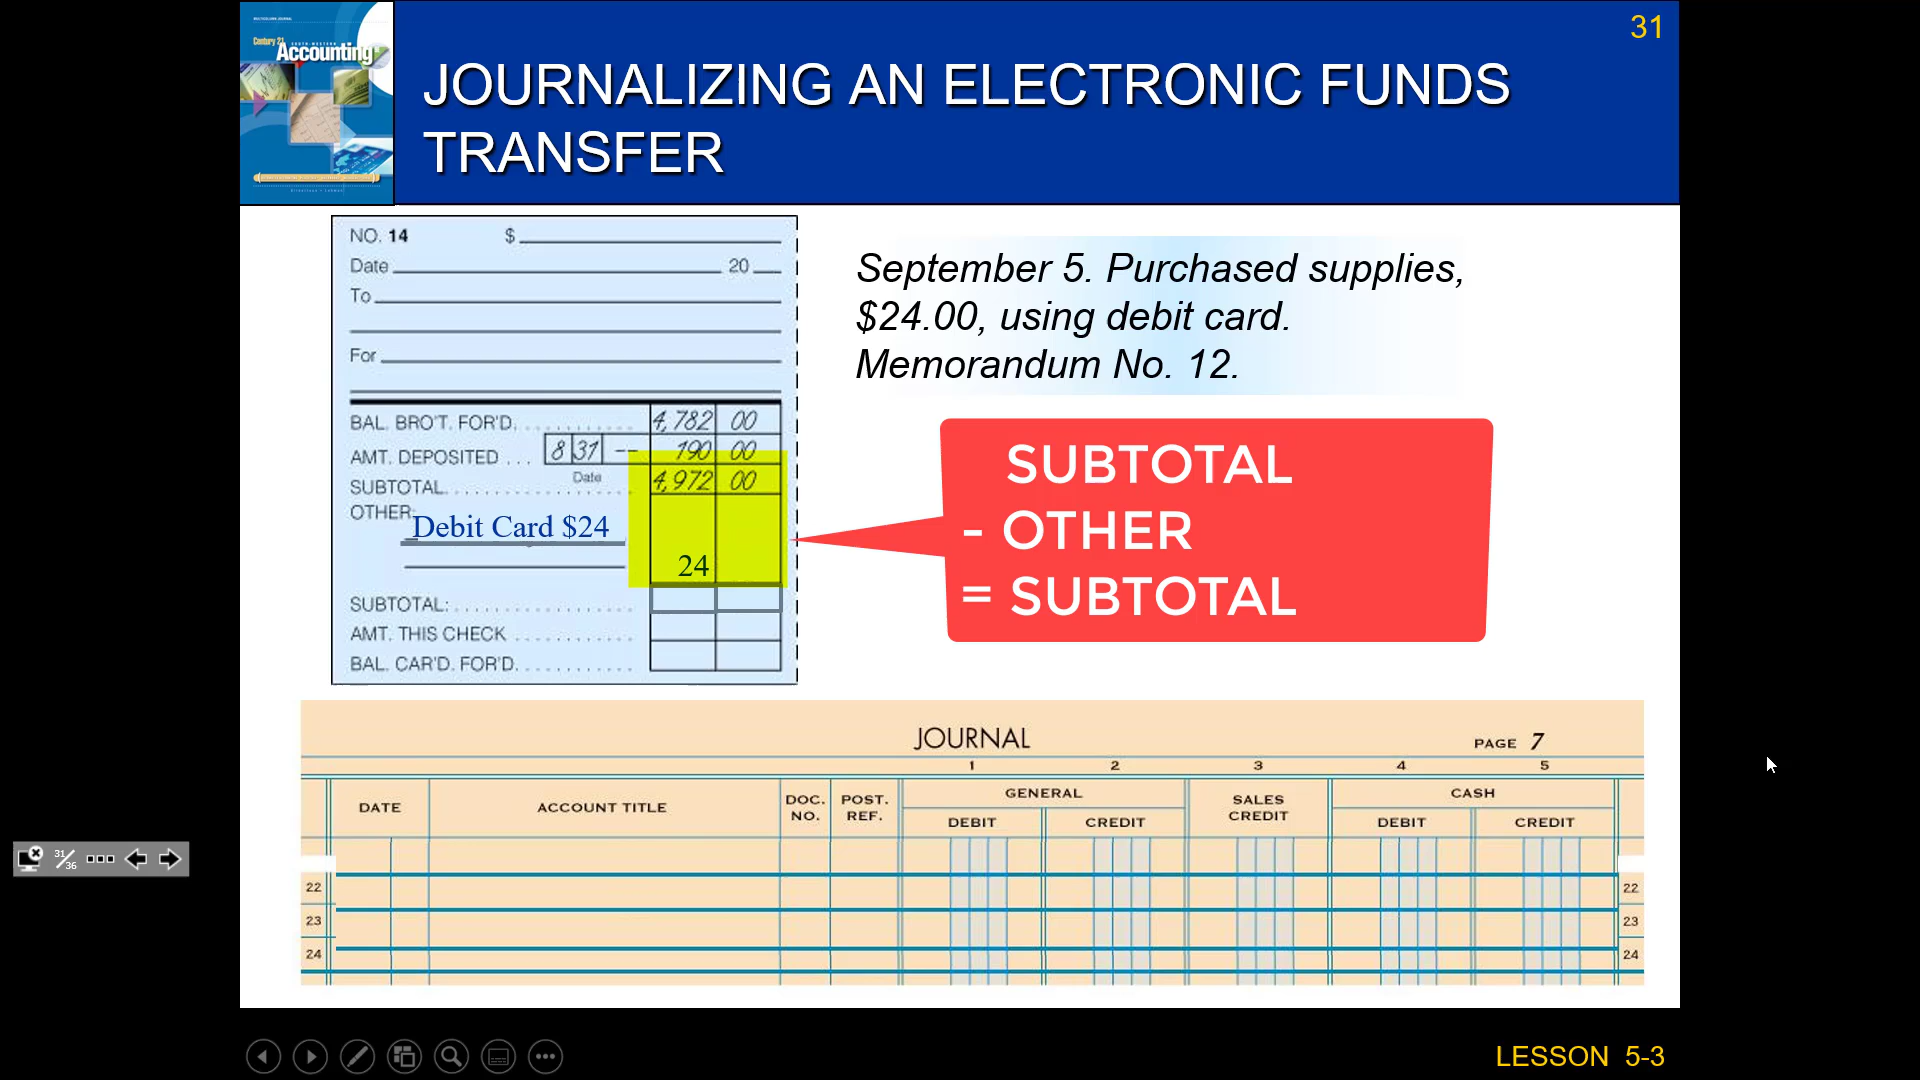 31
Century 21
Accounting
JOURNALIZING AN ELECTRONIC FUNDS
TRANSFER
NO. 14 $
Date 20
To
For
BAL. BRO'T. FOR'D. 4,782 00
AMT. DEPOSITED ... 8 31 -- 190 00
Date
SUBTOTAL 4,972 00
OTHER:
Debit Card $24
24
SUBTOTAL:
AMT. THIS CHECK
BAL. CAR'D. FOR'D.
September 5. Purchased supplies,
$24.00, using debit card.
Memorandum No. 12.
SUBTOTAL
- OTHER
= SUBTOTAL
JOURNAL PAGE 7
1 2 3 4 5
DATE ACCOUNT TITLE DOC. NO. POST. REF. GENERAL SALES CREDIT CASH
DEBIT CREDIT DEBIT CREDIT
22 22
23 23
24 24
31/36
LESSON 5-3